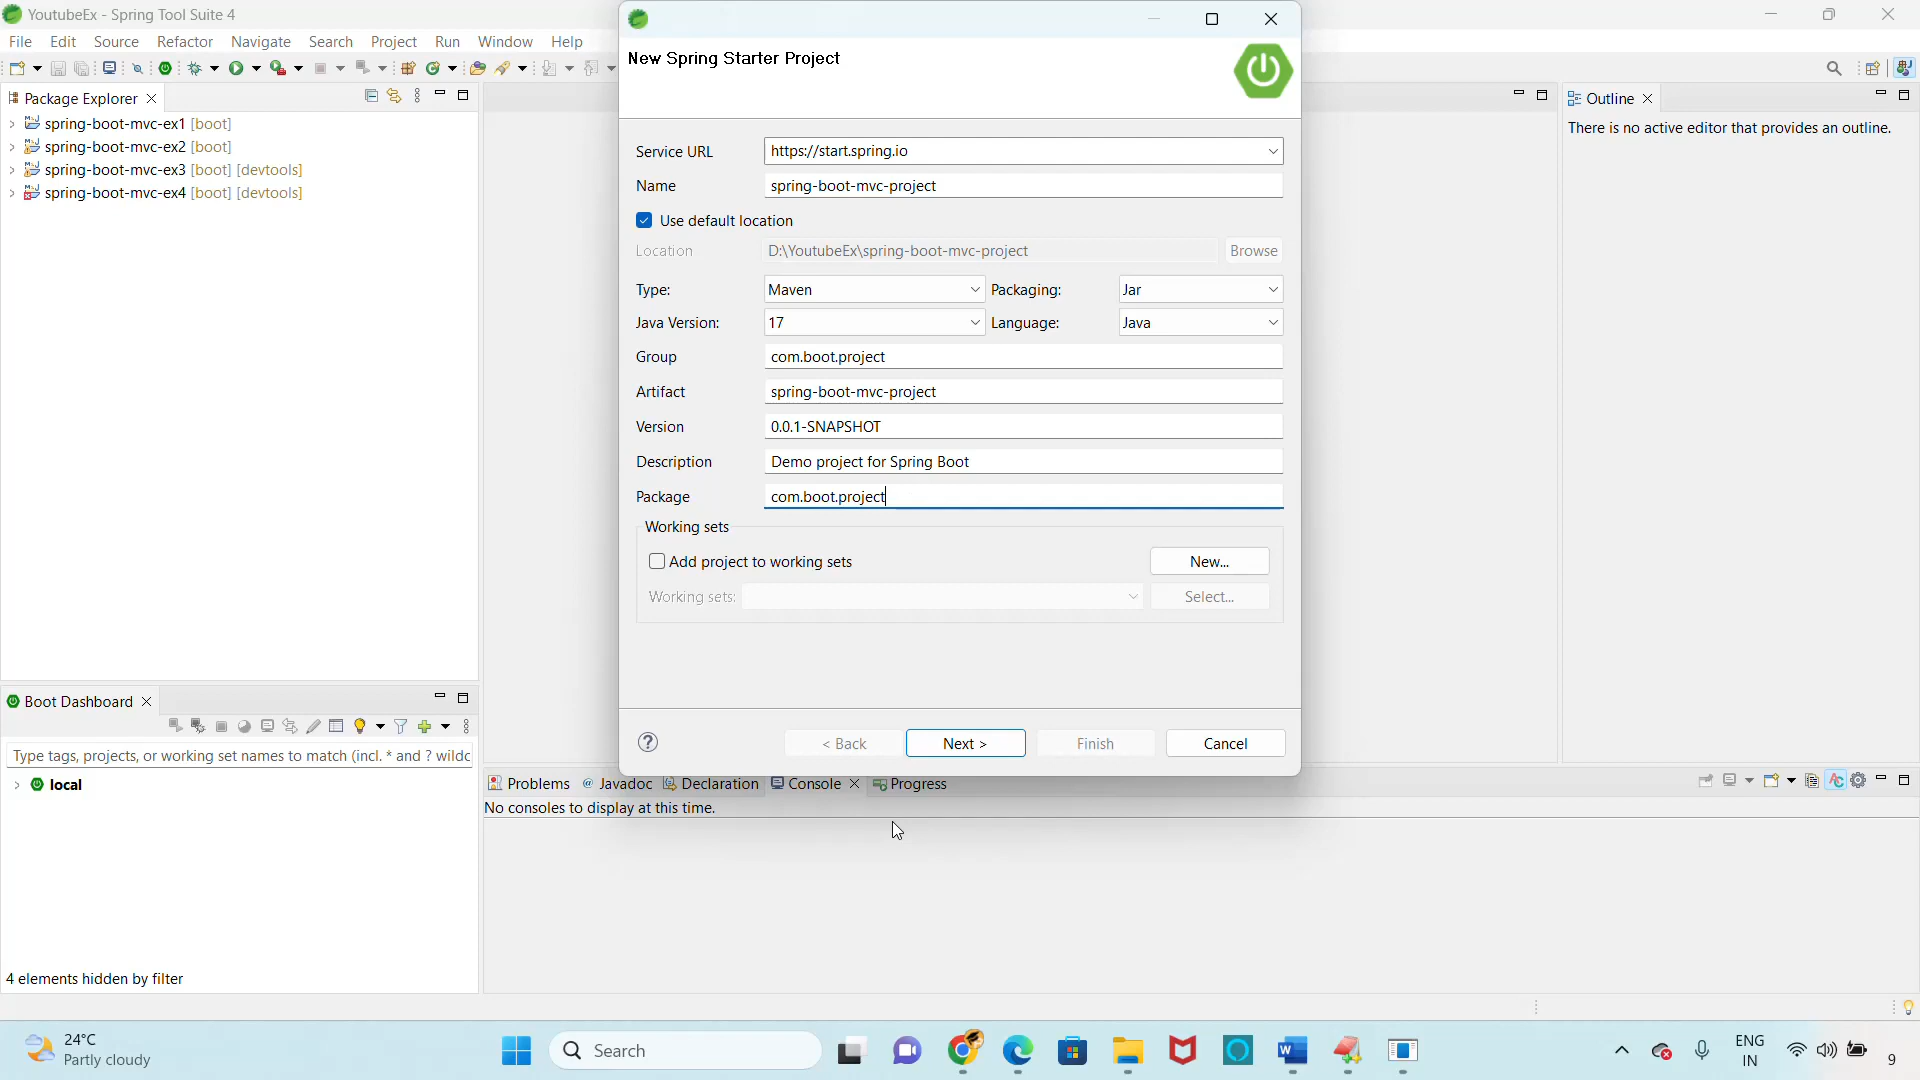 YoutubeEx - Spring Tool Suite 4
File Edit Source Refactor Navigate Search Project Run Window Help
Package Explorer
spring-boot-mvc-ex1 [boot]
spring-boot-mvc-ex2 [boot]
spring-boot-mvc-ex3 [boot] [devtools]
spring-boot-mvc-ex4 [boot] [devtools]
New Spring Starter Project
Service URL https://start.spring.io
Name spring-boot-mvc-project
Use default location
Location D:\YoutubeEx\spring-boot-mvc-project Browse
Type: Maven Packaging: Jar
Java Version: 17 Language: Java
Group com.boot.project
Artifact spring-boot-mvc-project
Version 0.0.1-SNAPSHOT
Description Demo project for Spring Boot
Package com.boot.project
Working sets
Add project to working sets New...
Working sets: Select...
< Back Next > Finish Cancel
Outline
There is no active editor that provides an outline.
Boot Dashboard
Type tags, projects, or working set names to match (incl. * and ? wildc
local
4 elements hidden by filter
Problems Javadoc Declaration Console Progress
No consoles to display at this time.
24°C
Partly cloudy
Search
ENG
IN
9